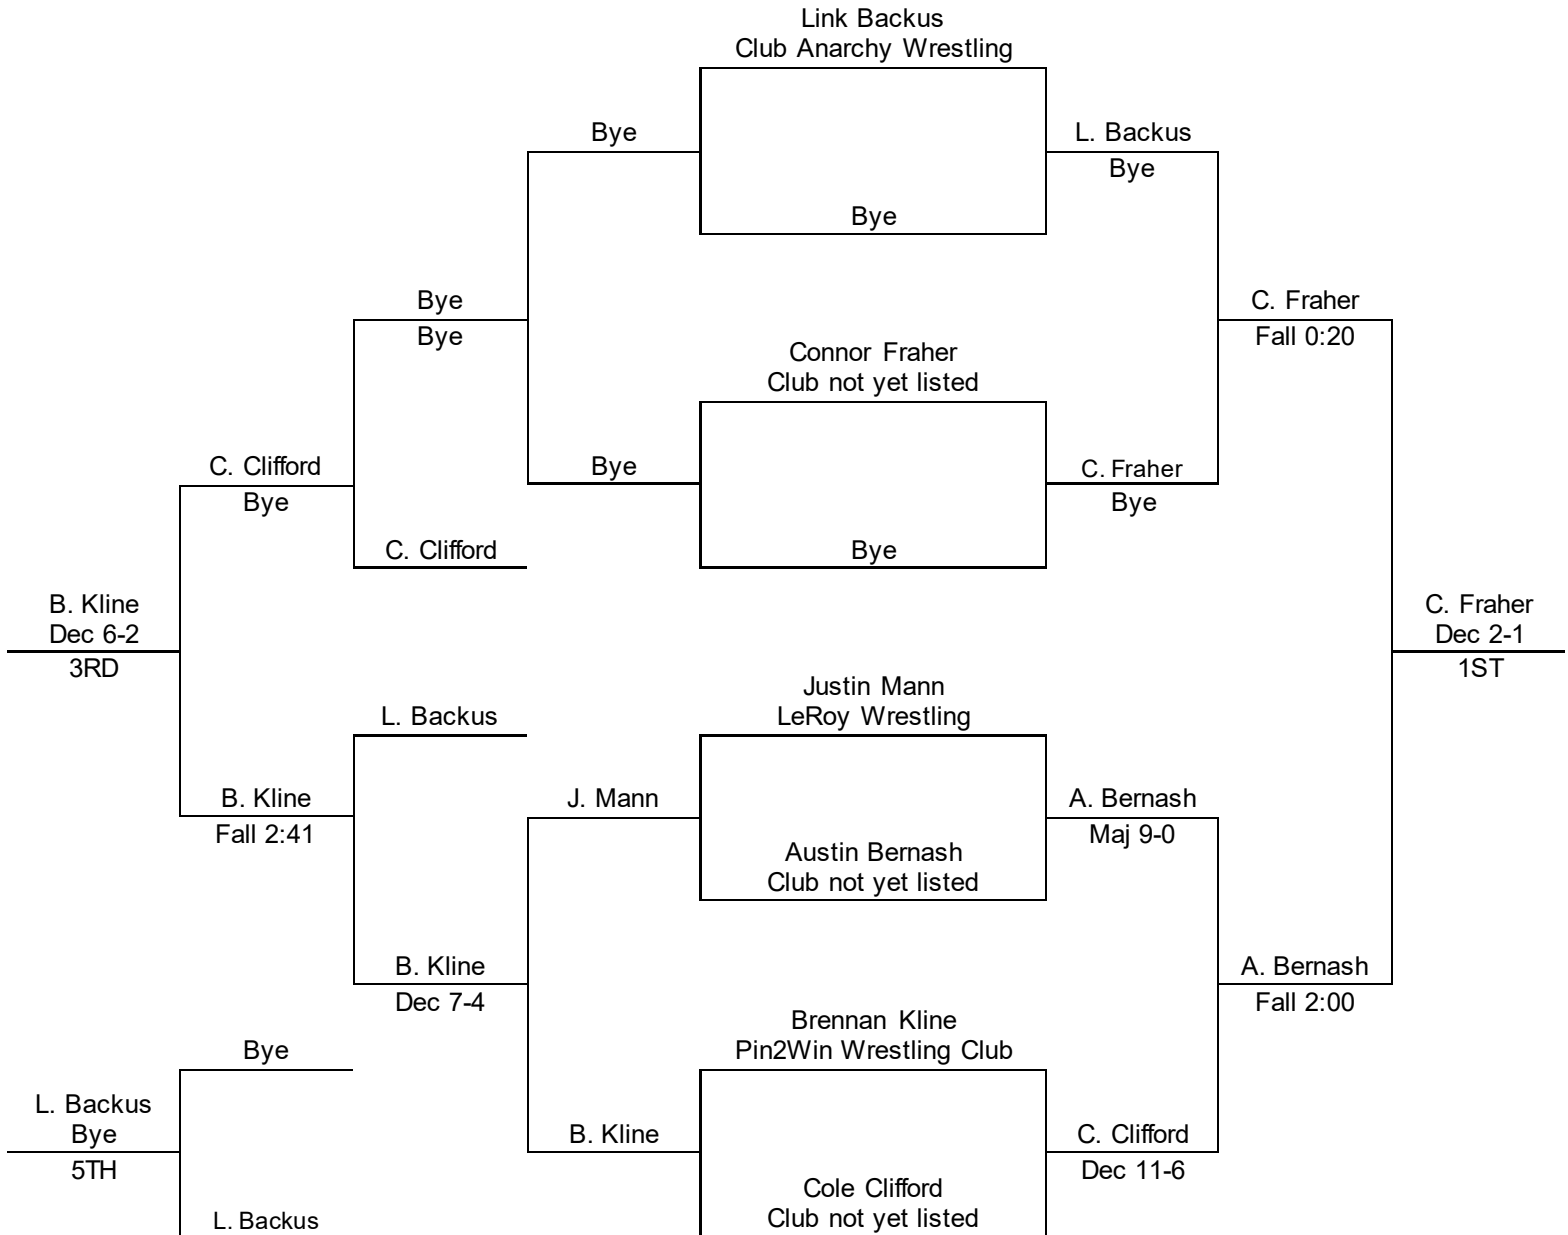 Link Backus
Club Anarchy Wrestling
Bye
L. Backus
Bye
Bye
Bye
Bye
C. Fraher
Fall 0:20
Connor Fraher
Club not yet listed
C. Clifford
Bye
Bye
C. Fraher
Bye
C. Clifford
Bye
B. Kline
Dec 6-2
3RD
C. Fraher
Dec 2-1
1ST
L. Backus
Justin Mann
LeRoy Wrestling
B. Kline
Fall 2:41
J. Mann
A. Bernash
Maj 9-0
Austin Bernash
Club not yet listed
B. Kline
Dec 7-4
A. Bernash
Fall 2:00
Bye
Brennan Kline
Pin2Win Wrestling Club
L. Backus
Bye
5TH
B. Kline
C. Clifford
Dec 11-6
L. Backus
Cole Clifford
Club not yet listed